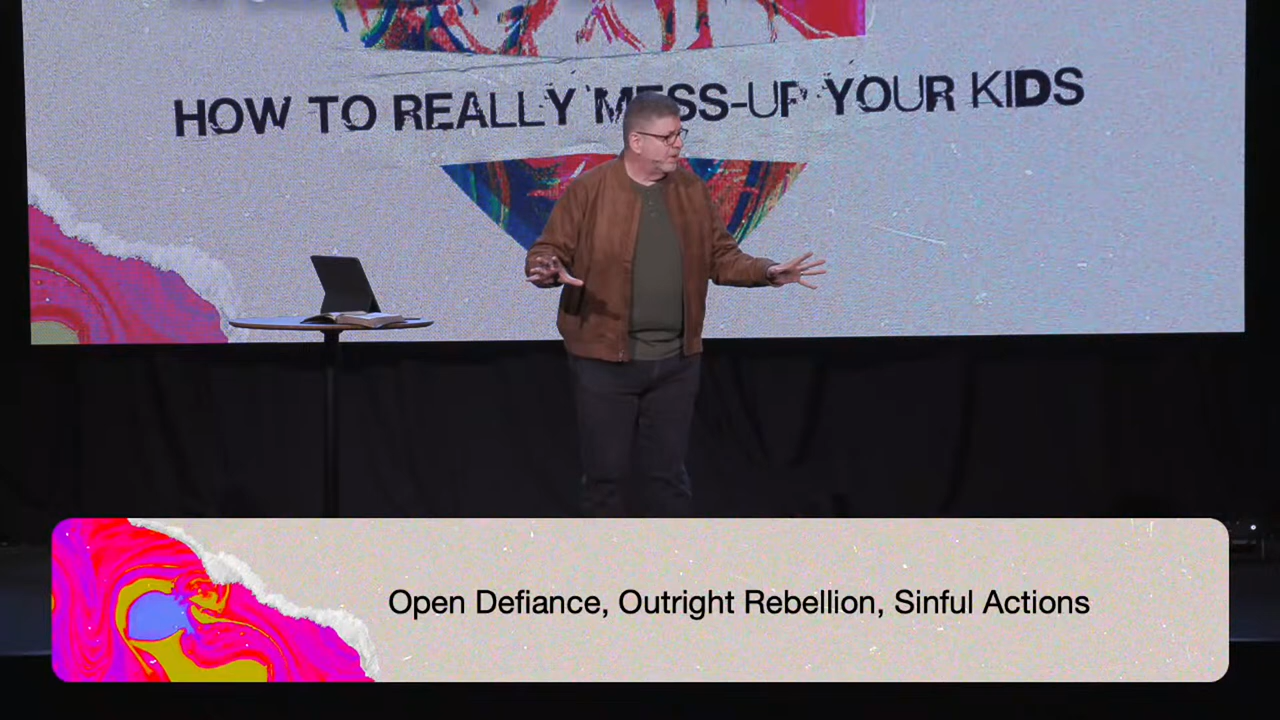 HOW TO REALLY MESS-UP YOUR KIDS
Open Defiance, Outright Rebellion, Sinful Actions